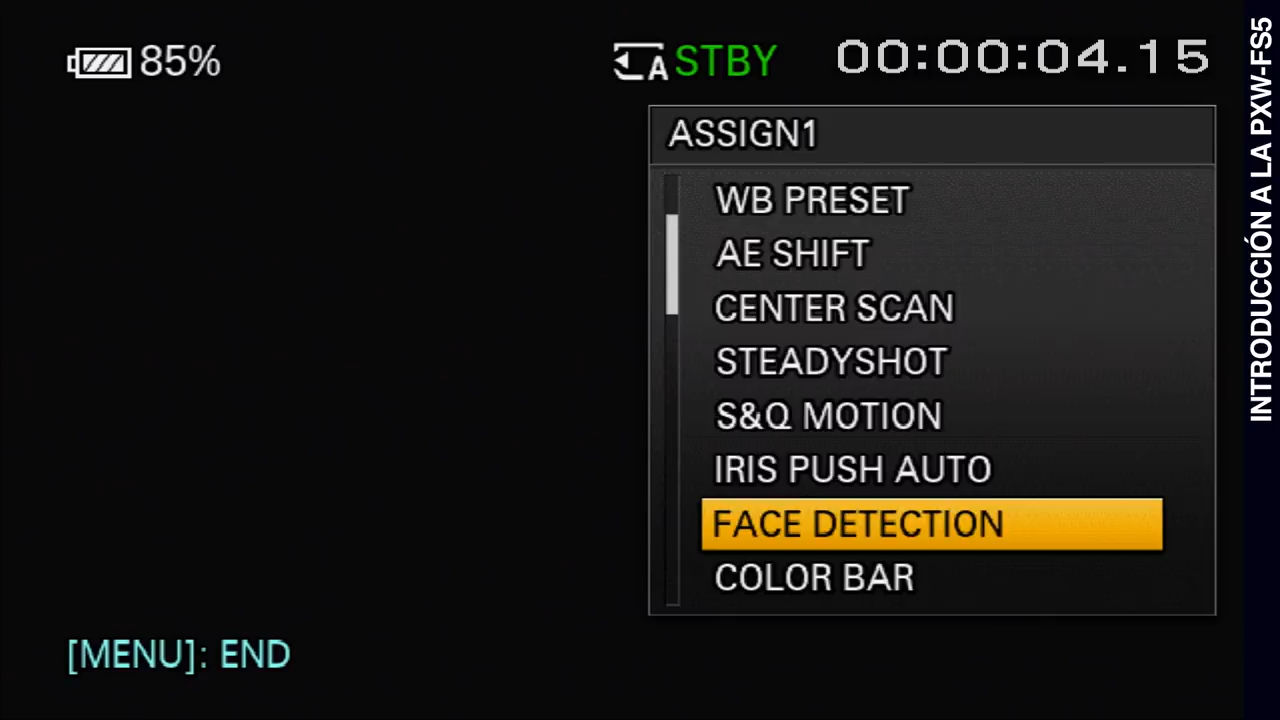 85%
A STBY 00:00:04.15
ASSIGN1
WB PRESET
AE SHIFT
CENTER SCAN
STEADYSHOT
S&Q MOTION
IRIS PUSH AUTO
FACE DETECTION
COLOR BAR
[MENU]: END
INTRODUCCIÓN A LA PXW-FS5